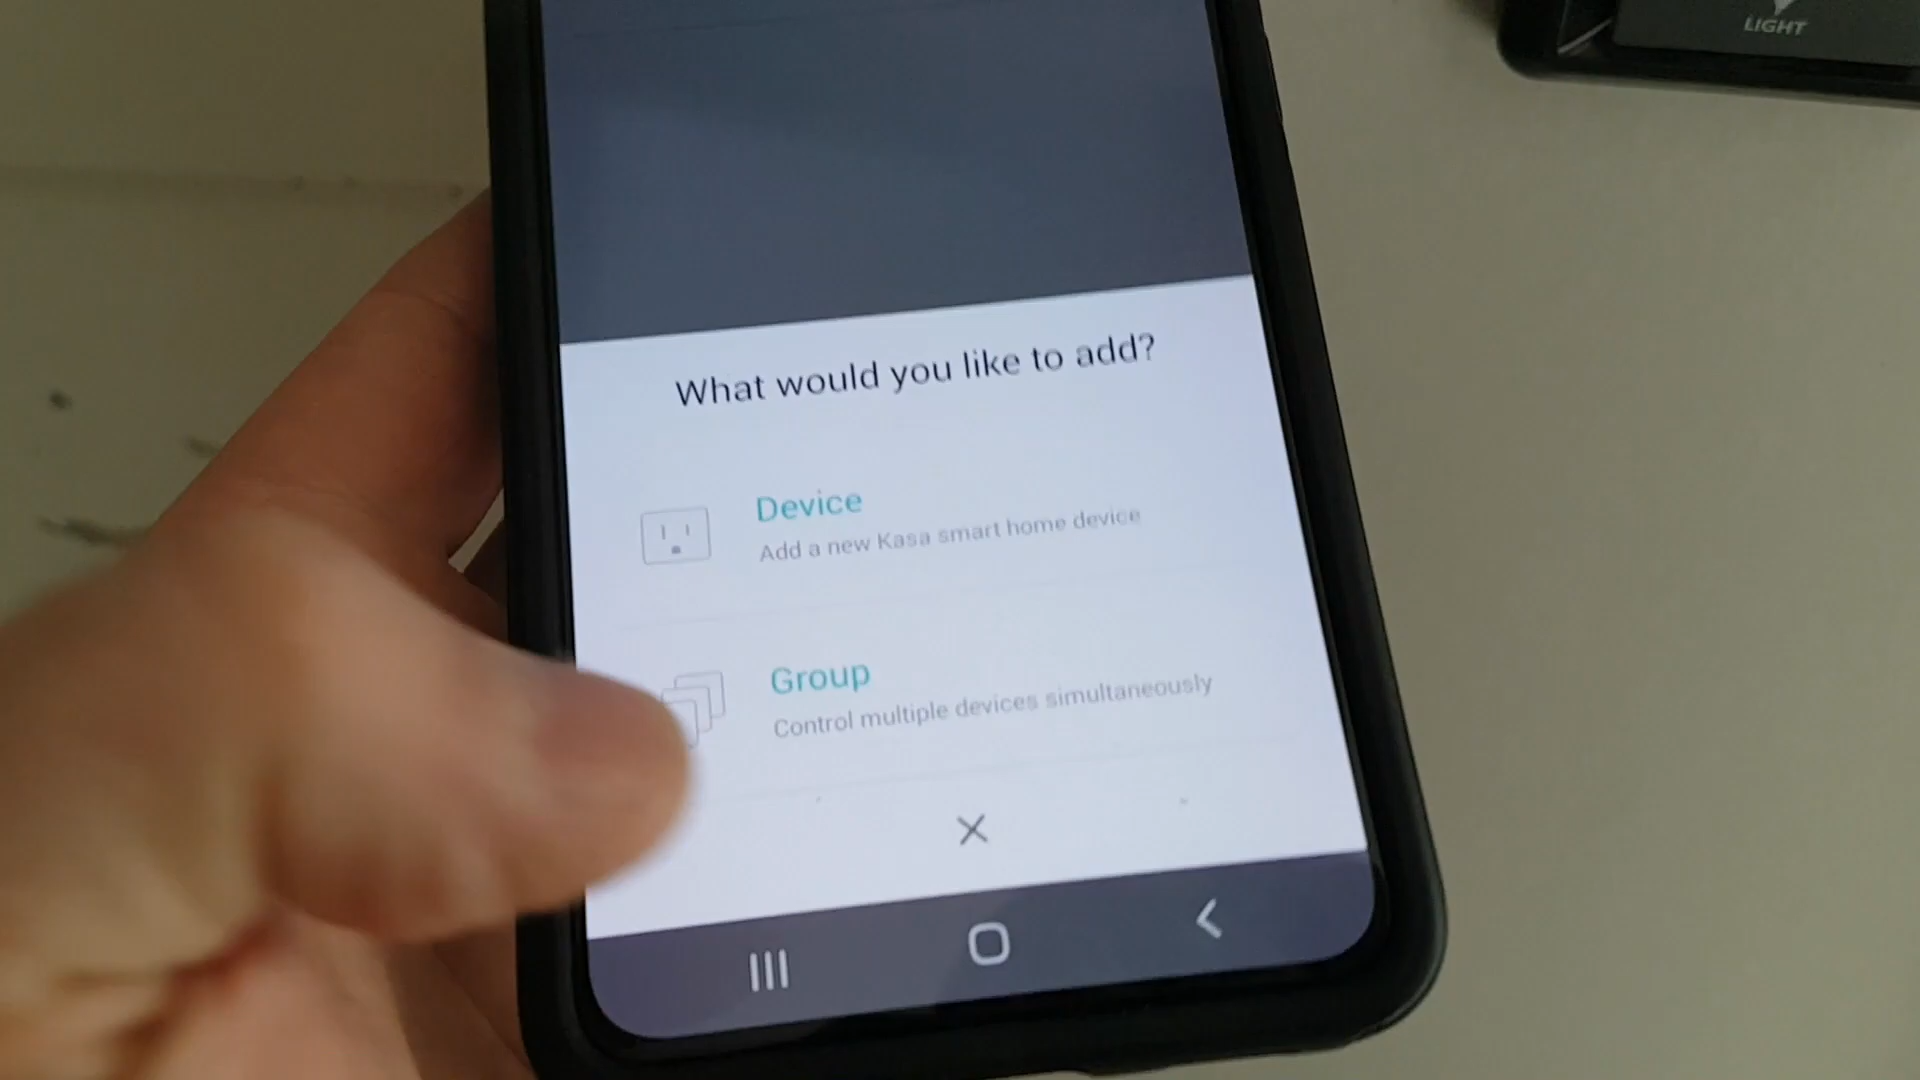 LIGHT
What would you like to add?
Device
Add a new Kasa smart home device
Group
Control multiple devices simultaneously